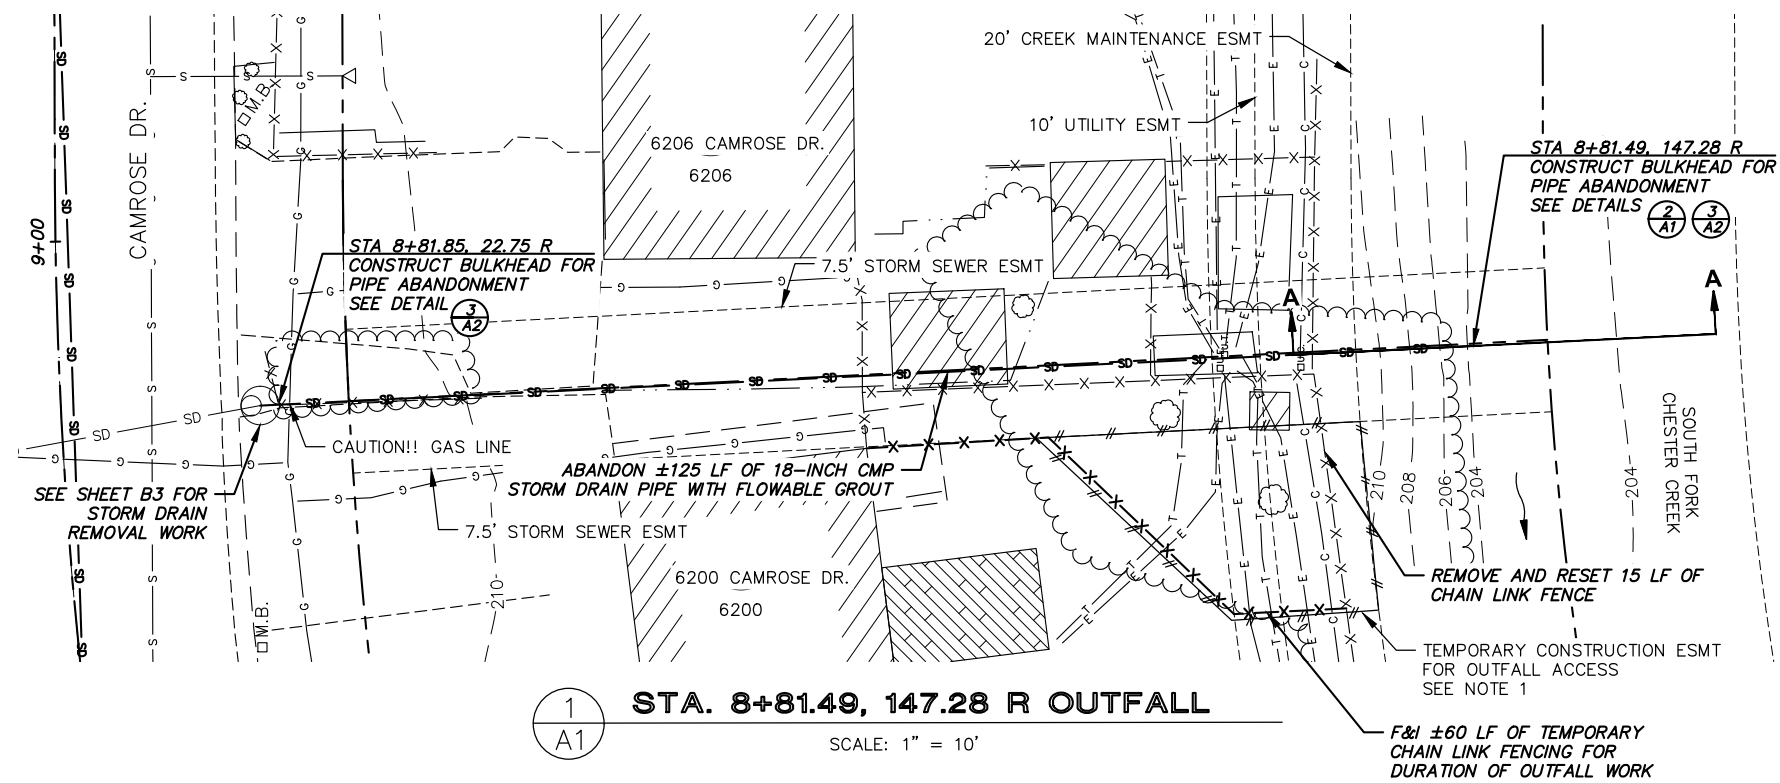 20' CREEK MAINTENANCE ESMT
10' UTILITY ESMT
STA 8+81.49, 147.28 R
CONSTRUCT BULKHEAD FOR
PIPE ABANDONMENT
SEE DETAILS 2 A1 3 A2
CAMROSE DR.
M.B.
9+00
6206 CAMROSE DR.
6206
STA 8+81.85, 22.75 R
CONSTRUCT BULKHEAD FOR
PIPE ABANDONMENT
SEE DETAIL 3 A2
7.5' STORM SEWER ESMT
A
A
CAUTION!! GAS LINE
ABANDON ±125 LF OF 18-INCH CMP
STORM DRAIN PIPE WITH FLOWABLE GROUT
SEE SHEET B3 FOR
STORM DRAIN
REMOVAL WORK
7.5' STORM SEWER ESMT
210
208
206
204
204
SOUTH FORK
CHESTER CREEK
6200 CAMROSE DR.
6200
210
M.B.
REMOVE AND RESET 15 LF OF
CHAIN LINK FENCE
TEMPORARY CONSTRUCTION ESMT
FOR OUTFALL ACCESS
SEE NOTE 1
F&I ±60 LF OF TEMPORARY
CHAIN LINK FENCING FOR
DURATION OF OUTFALL WORK
1
A1
STA. 8+81.49, 147.28 R OUTFALL
SCALE: 1" = 10'